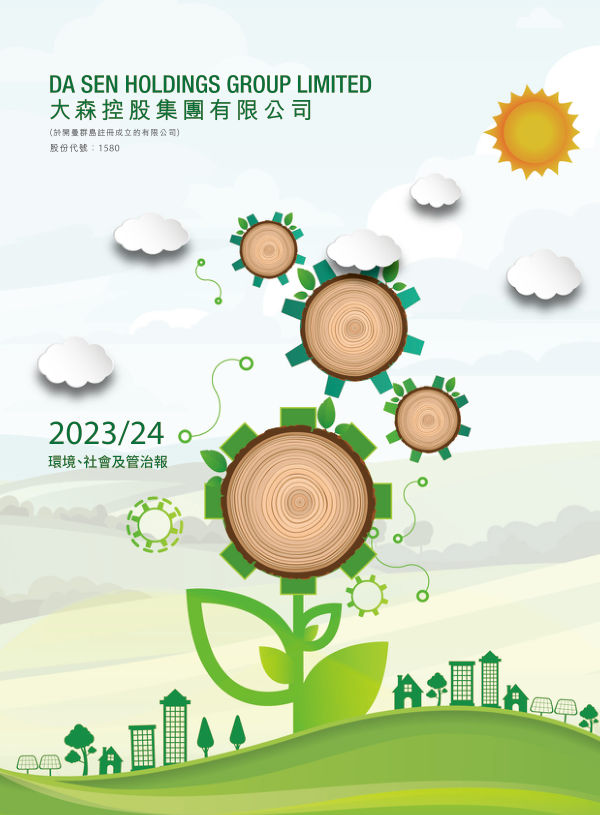 DA SEN HOLDINGS GROUP LIMITED
大森控股集團有限公司
(於開曼群島註冊成立的有限公司)
股份代號：1580
2023/24
環境、社會及管治報